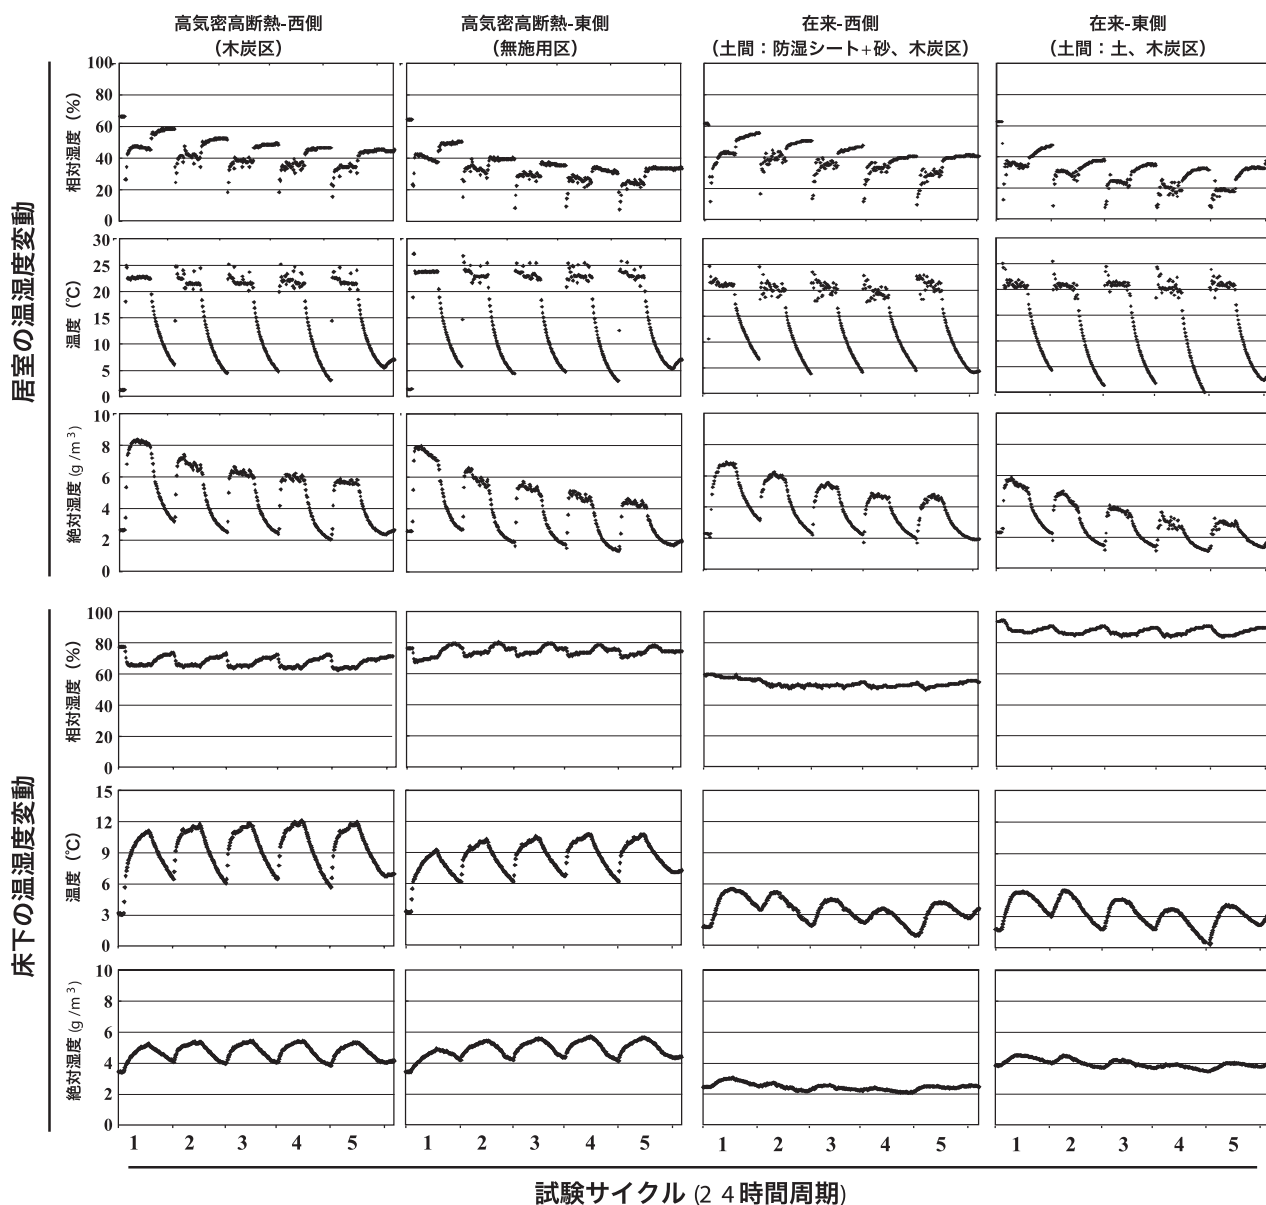 高気密高断熱-西側
（木炭区）
高気密高断熱-東側
（無施用区）
在来-西側
（土間：防湿シート+砂、木炭区）
在来-東側
（土間：土、木炭区）
居室の温湿度変動
相対湿度（%）
100
80
60
40
20
0
温度（℃）
30
25
20
15
10
5
0
絶対湿度(g /m³)
10
8
6
4
2
0
床下の温湿度変動
相対湿度（%）
100
80
60
40
20
0
温度（℃）
15
12
9
6
3
0
絶対湿度(g /m³)
10
8
6
4
2
0
1 2 3 4 5
1 2 3 4 5
1 2 3 4 5
1 2 3 4 5
試験サイクル (2 4時間周期)